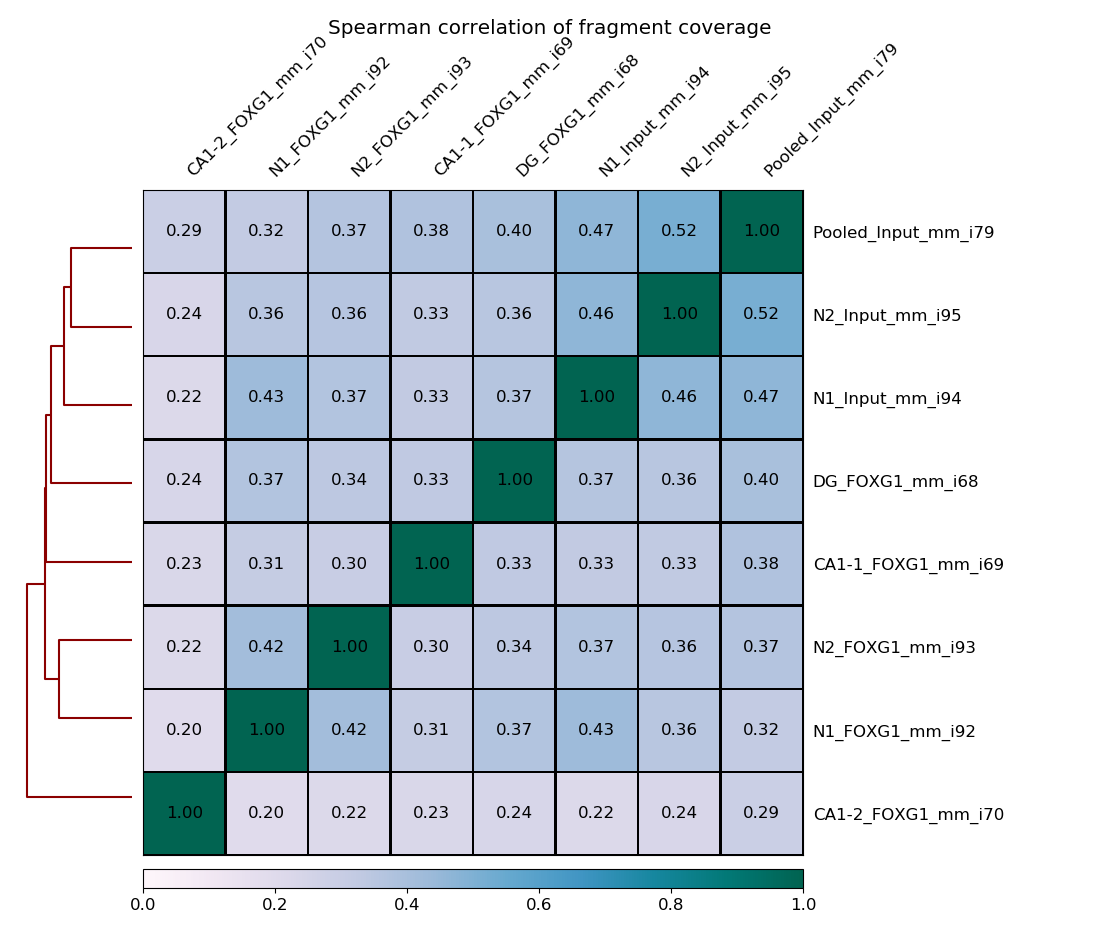 Spearman correlation of fragment coverage
CA1-2_FOXG1_mm_i70 N1_FOXG1_mm_i92 N2_FOXG1_mm_i93 CA1-1_FOXG1_mm_i69 DG_FOXG1_mm_i68 N1_Input_mm_i94 N2_Input_mm_i95 Pooled_Input_mm_i79
0.29 0.32 0.37 0.38 0.40 0.47 0.52 1.00 Pooled_Input_mm_i79
0.24 0.36 0.36 0.33 0.36 0.46 1.00 0.52 N2_Input_mm_i95
0.22 0.43 0.37 0.33 0.37 1.00 0.46 0.47 N1_Input_mm_i94
0.24 0.37 0.34 0.33 1.00 0.37 0.36 0.40 DG_FOXG1_mm_i68
0.23 0.31 0.30 1.00 0.33 0.33 0.33 0.38 CA1-1_FOXG1_mm_i69
0.22 0.42 1.00 0.30 0.34 0.37 0.36 0.37 N2_FOXG1_mm_i93
0.20 1.00 0.42 0.31 0.37 0.43 0.36 0.32 N1_FOXG1_mm_i92
1.00 0.20 0.22 0.23 0.24 0.22 0.24 0.29 CA1-2_FOXG1_mm_i70
0.0 0.2 0.4 0.6 0.8 1.0